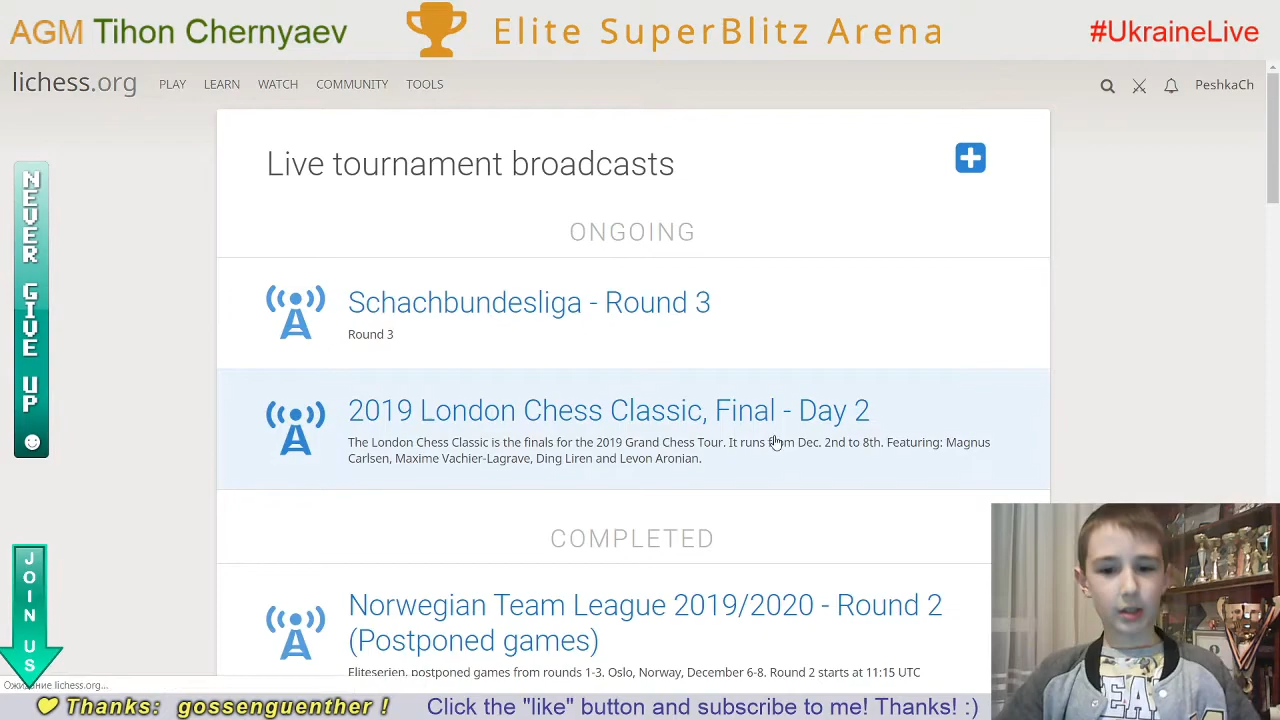 AGM Tihon Chernyaev
Elite SuperBlitz Arena
#UkraineLive
lichess.org
PLAY LEARN WATCH COMMUNITY TOOLS
PeshkaCh
Live tournament broadcasts
ONGOING
Schachbundesliga - Round 3
Round 3
2019 London Chess Classic, Final - Day 2
The London Chess Classic is the finals for the 2019 Grand Chess Tour. It runs from Dec. 2nd to 8th. Featuring: Magnus
Carlsen, Maxime Vachier-Lagrave, Ding Liren and Levon Aronian.
COMPLETED
Norwegian Team League 2019/2020 - Round 2
(Postponed games)
Eliteserien, postponed games from rounds 1-3. Oslo, Norway, December 6-8. Round 2 starts at 11:15 UTC
NEVER GIVE UP
JOIN US
Ожидание lichess.org...
Thanks: gossenguenther !
Click the "like" button and subscribe to me! Thanks! :)